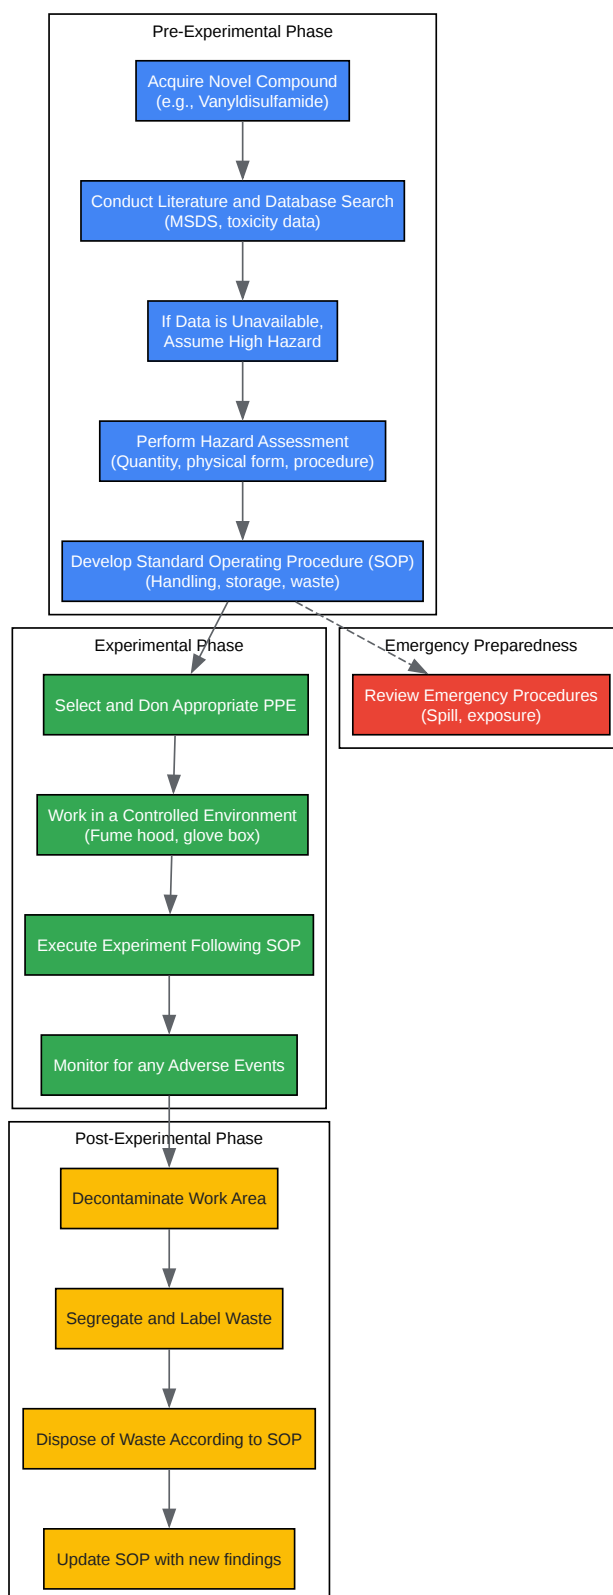 Pre-Experimental Phase
Acquire Novel Compound
(e.g., Vanyldisulfamide)
Conduct Literature and Database Search
(MSDS, toxicity data)
If Data is Unavailable,
Assume High Hazard
Perform Hazard Assessment
(Quantity, physical form, procedure)
Develop Standard Operating Procedure (SOP)
(Handling, storage, waste)
Experimental Phase
Select and Don Appropriate PPE
Work in a Controlled Environment
(Fume hood, glove box)
Execute Experiment Following SOP
Monitor for any Adverse Events
Emergency Preparedness
Review Emergency Procedures
(Spill, exposure)
Post-Experimental Phase
Decontaminate Work Area
Segregate and Label Waste
Dispose of Waste According to SOP
Update SOP with new findings